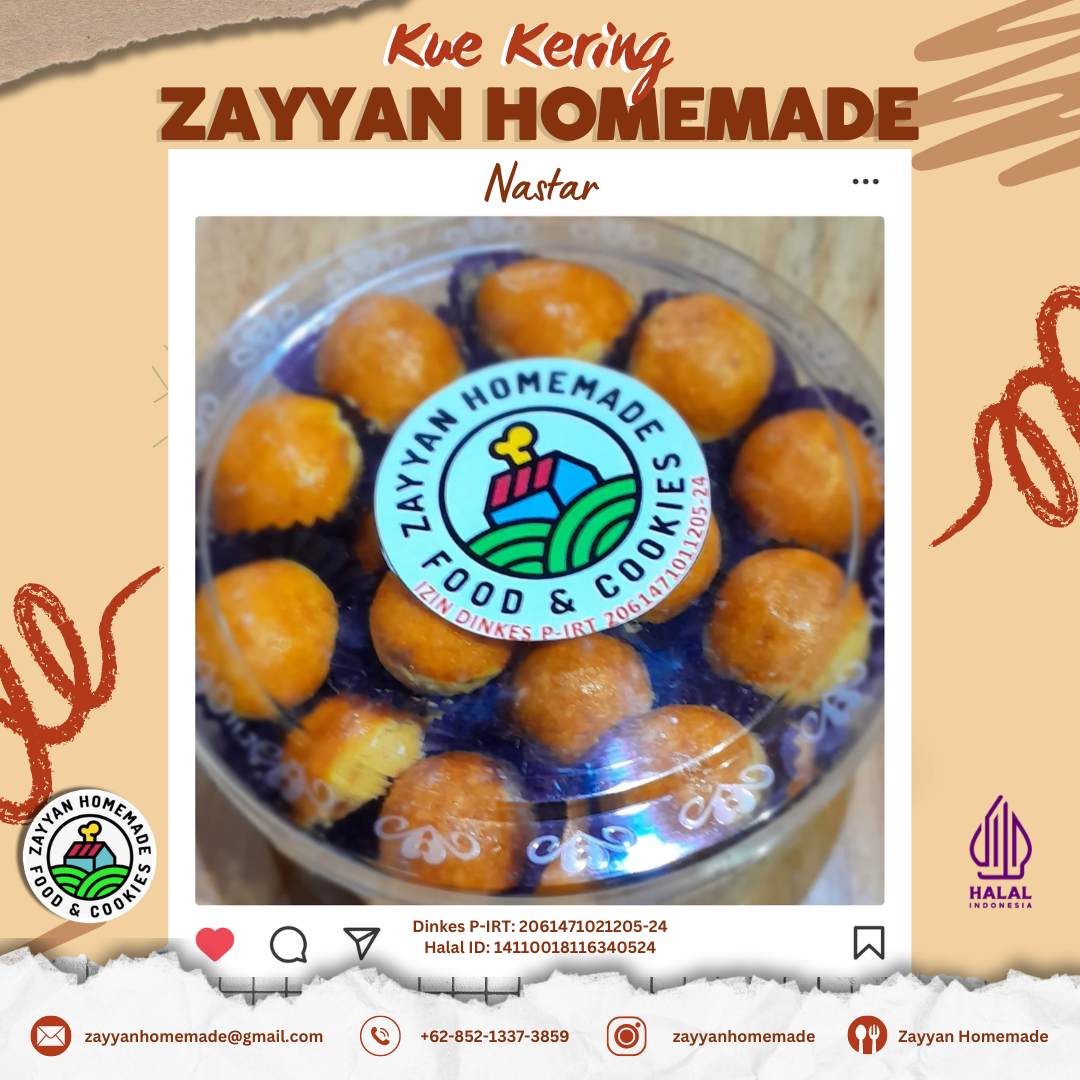 Kue Kering
ZAYYAN HOMEMADE
Nastar
ZAYYAN HOMEMADE
FOOD & COOKIES
IZIN DINKES P-IRT 2061471011205-24
ZAYYAN HOMEMADE
FOOD & COOKIES
HALAL
INDONESIA
Dinkes P-IRT: 2061471021205-24
Halal ID: 14110018116340524
zayyanhomemade@gmail.com
+62-852-1337-3859
zayyanhomemade
Zayyan Homemade